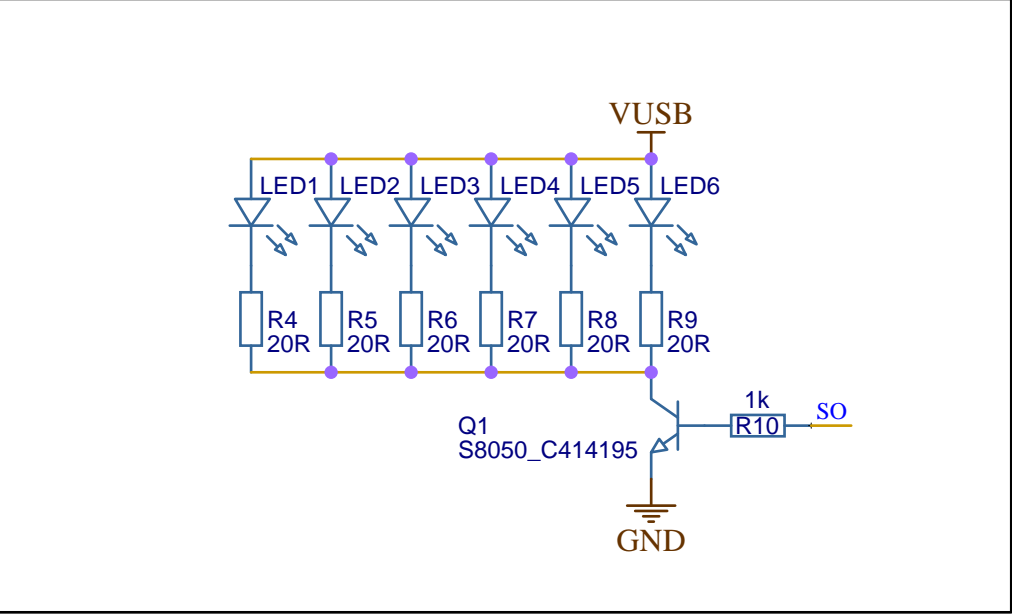 VUSB
LED1 LED2 LED3 LED4 LED5 LED6
R4 R5 R6 R7 R8 R9
20R 20R 20R 20R 20R 20R
1k
SO
R10
Q1
S8050_C414195
GND